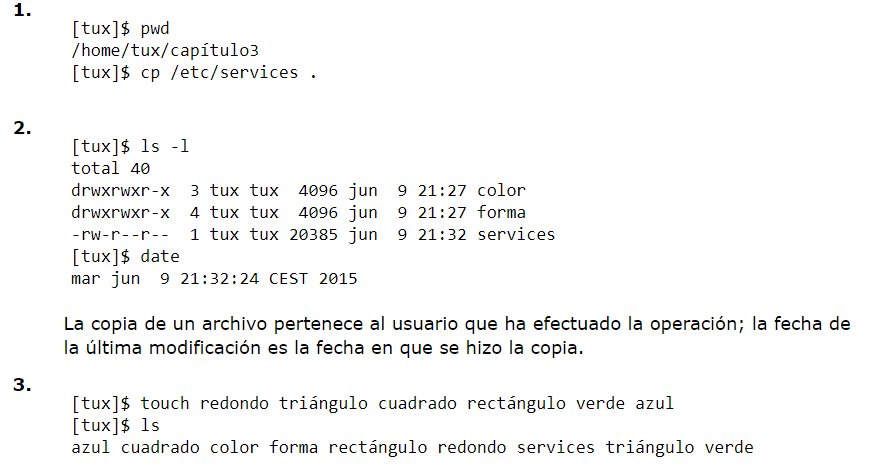 1.
[tux]$ pwd
/home/tux/capítulo3
[tux]$ cp /etc/services .
2.
[tux]$ ls -l
total 40
drwxrwxr-x  3 tux tux  4096 jun  9 21:27 color
drwxrwxr-x  4 tux tux  4096 jun  9 21:27 forma
-rw-r--r--  1 tux tux 20385 jun  9 21:32 services
[tux]$ date
mar jun  9 21:32:24 CEST 2015
La copia de un archivo pertenece al usuario que ha efectuado la operación; la fecha de
la última modificación es la fecha en que se hizo la copia.
3.
[tux]$ touch redondo triángulo cuadrado rectángulo verde azul
[tux]$ ls
azul cuadrado color forma rectángulo redondo services triángulo verde